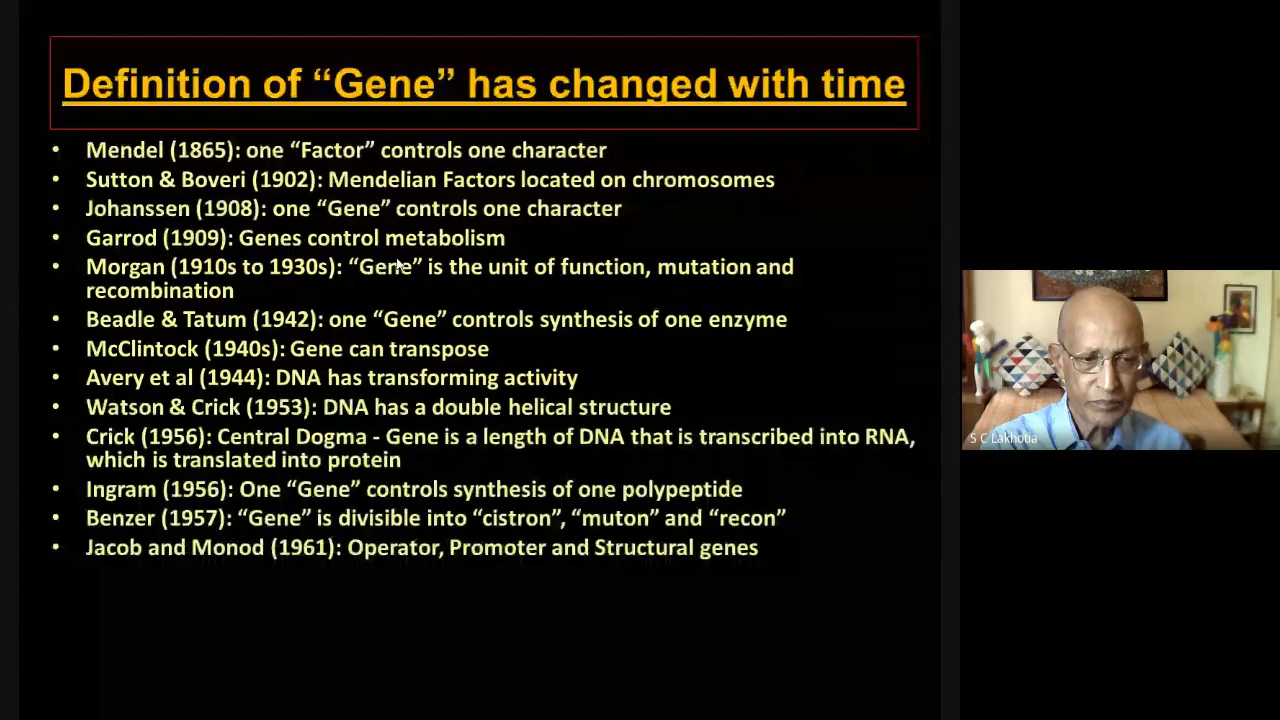 Definition of “Gene” has changed with time
• Mendel (1865): one “Factor” controls one character
• Sutton & Boveri (1902): Mendelian Factors located on chromosomes
• Johanssen (1908): one “Gene” controls one character
• Garrod (1909): Genes control metabolism
• Morgan (1910s to 1930s): “Gene” is the unit of function, mutation and
recombination
• Beadle & Tatum (1942): one “Gene” controls synthesis of one enzyme
• McClintock (1940s): Gene can transpose
• Avery et al (1944): DNA has transforming activity
• Watson & Crick (1953): DNA has a double helical structure
• Crick (1956): Central Dogma - Gene is a length of DNA that is transcribed into RNA,
which is translated into protein
• Ingram (1956): One “Gene” controls synthesis of one polypeptide
• Benzer (1957): “Gene” is divisible into “cistron”, “muton” and “recon”
• Jacob and Monod (1961): Operator, Promoter and Structural genes
S C Lakhotia